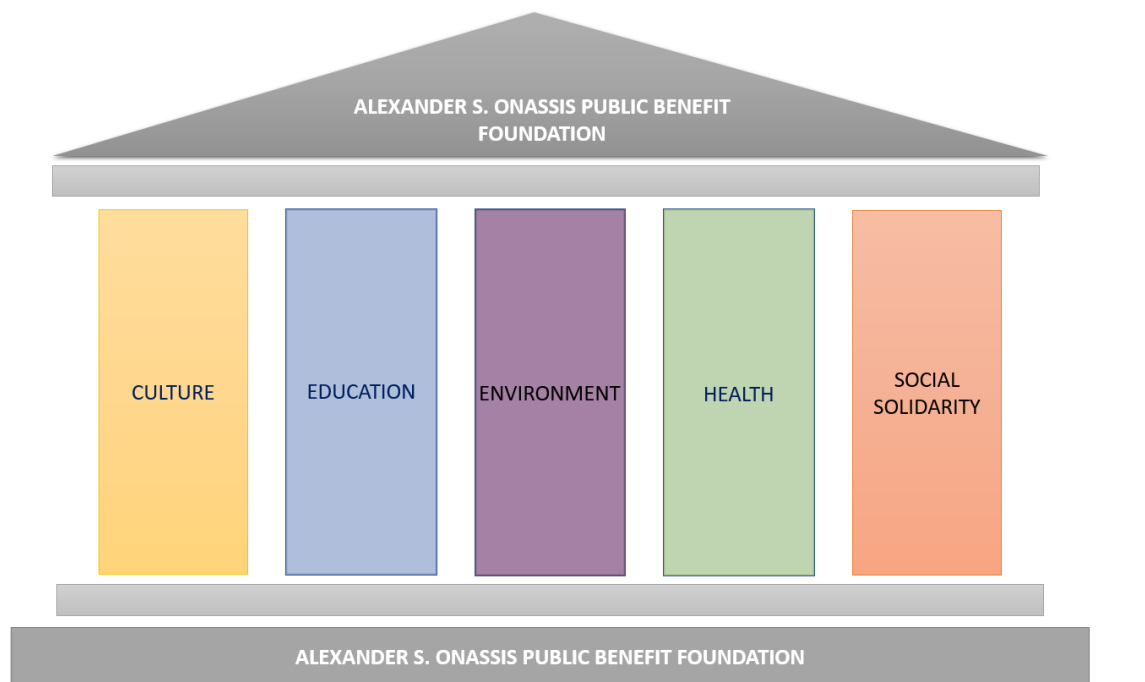 ALEXANDER S. ONASSIS PUBLIC BENEFIT
FOUNDATION
CULTURE
EDUCATION
ENVIRONMENT
HEALTH
SOCIAL
SOLIDARITY
ALEXANDER S. ONASSIS PUBLIC BENEFIT FOUNDATION